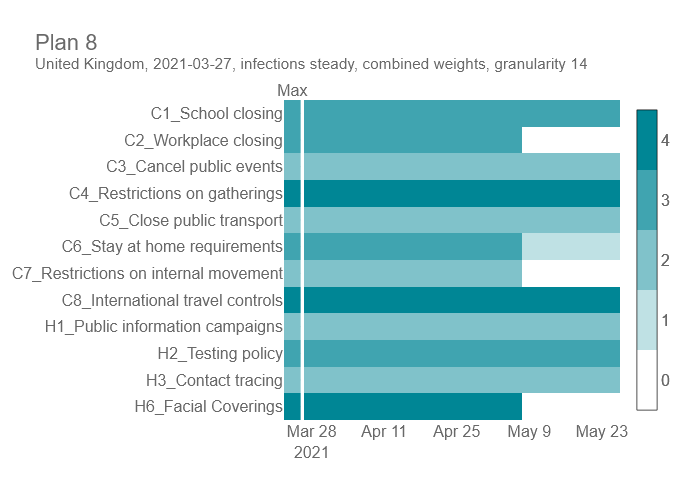 Plan 8
United Kingdom, 2021-03-27, infections steady, combined weights, granularity 14
Max
C1_School closing
C2_Workplace closing
C3_Cancel public events
C4_Restrictions on gatherings
C5_Close public transport
C6_Stay at home requirements
C7_Restrictions on internal movement
C8_International travel controls
H1_Public information campaigns
H2_Testing policy
H3_Contact tracing
H6_Facial Coverings
4
3
2
1
0
Mar 28 Apr 11 Apr 25 May 9 May 23
2021